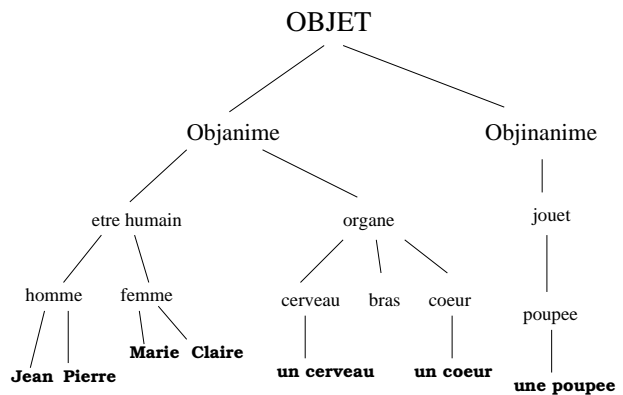 OBJET
Objanime Objinanime
etre humain organe jouet
homme femme cerveau bras coeur poupee
Marie Claire
Jean Pierre un cerveau un coeur une poupee